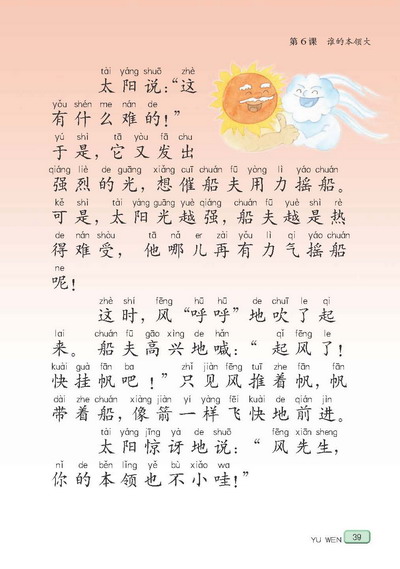 第6课 谁的本领大
tài yáng shuō zhè
太阳说：“这
yǒu shén me nán de
有什么难的！”
yú shì tā yòu fā chu
于是，它又发出
qiáng liè de guāng xiǎng cuī chuán fū yòng lì yáo chuán
强烈的光，想催船夫用力摇船。
kě shì tài yáng guāng yuè qiáng chuán fū yuè shì rè
可是，太阳光越强，船夫越是热
de nán shòu tā nǎ er zài yǒu lì qì yáo chuán
得难受，他哪儿再有力气摇船
ne
呢！
zhè shí fēng hū hū de chuī le qi
这时，风“呼呼”地吹了起
lai chuán fū gāo xìng de hǎn qǐ fēng le
来。船夫高兴地喊：“起风了！
kuài guà fān ba zhǐ jiàn fēng tuī zhe fān fān
快挂帆吧！”只见风推着帆，帆
dài zhe chuán xiàng jiàn yí yàng fēi kuài de qián jìn
带着船，像箭一样飞快地前进。
tài yáng jīng yà de shuō fēng xiān sheng
太阳惊讶地说：“风先生，
nǐ de běn lǐng yě bù xiǎo wa
你的本领也不小哇！”
YU WEN 39